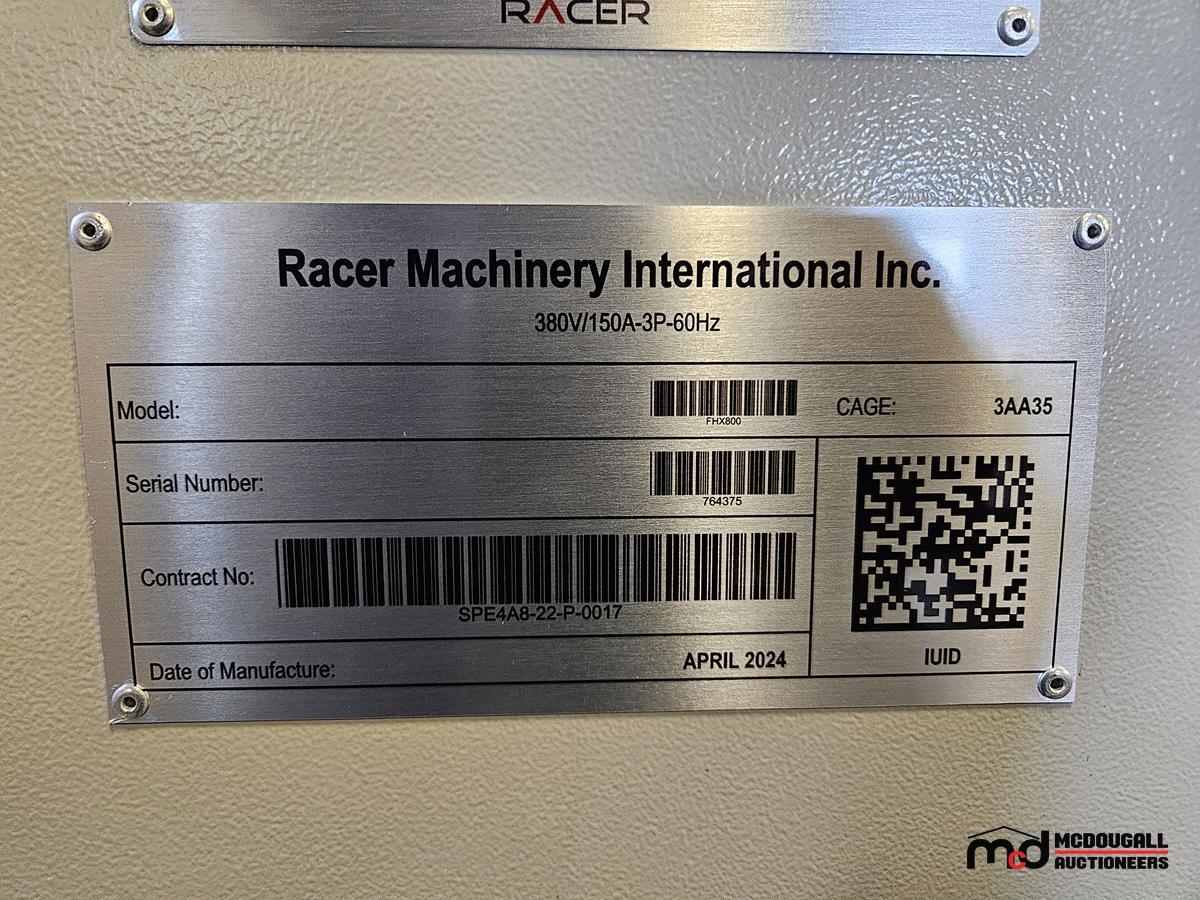 RACER
Racer Machinery International Inc.
380V/150A-3P-60Hz
Model:
FHX800
CAGE: 3AA35
Serial Number:
764375
Contract No:
SPE4A8-22-P-0017
Date of Manufacture: APRIL 2024
IUID
mcd MCDOUGALL
AUCTIONEERS